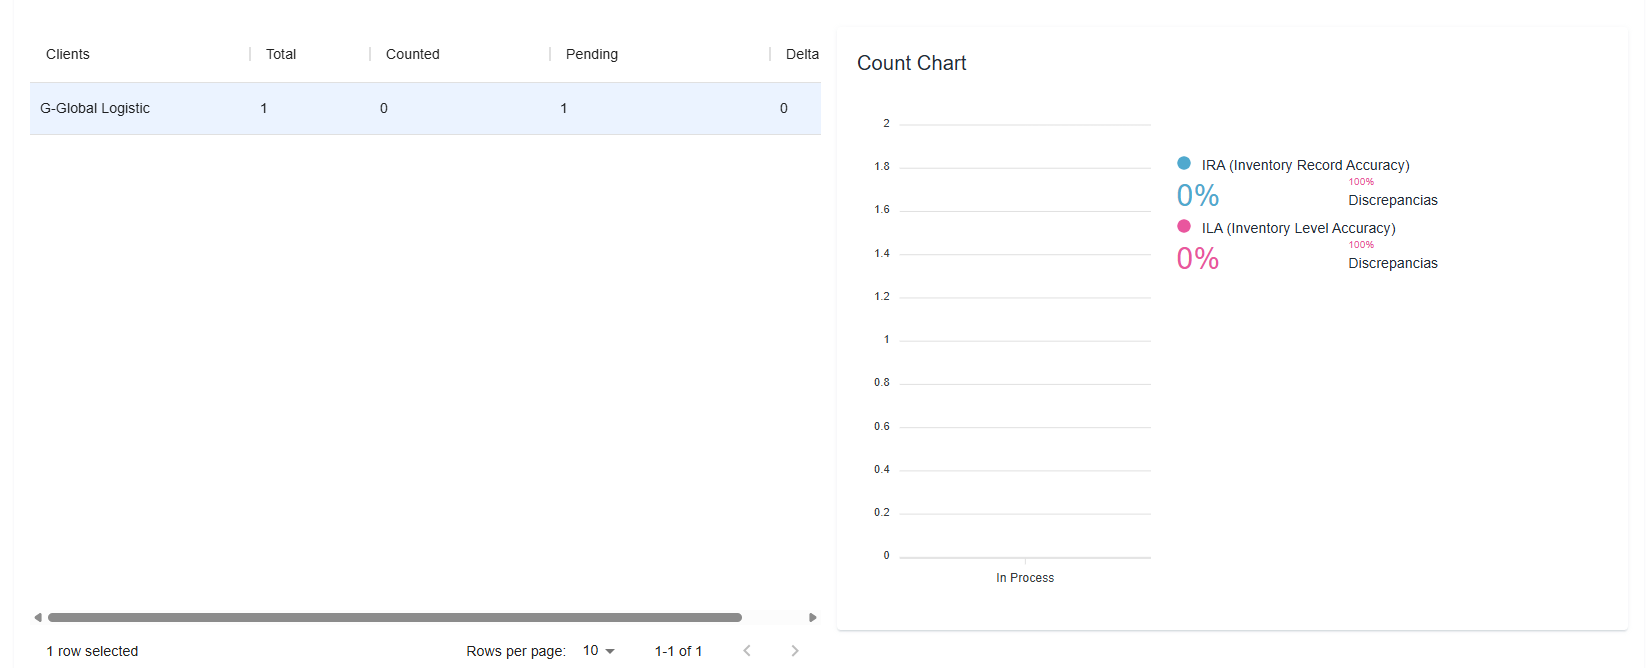 Clients Total Counted Pending Delta
G-Global Logistic 1 0 1 0
1 row selected Rows per page: 10 1-1 of 1
Count Chart
2
1.8
1.6
1.4
1.2
1
0.8
0.6
0.4
0.2
0
In Process
IRA (Inventory Record Accuracy)
100%
0% Discrepancias
ILA (Inventory Level Accuracy)
100%
0% Discrepancias